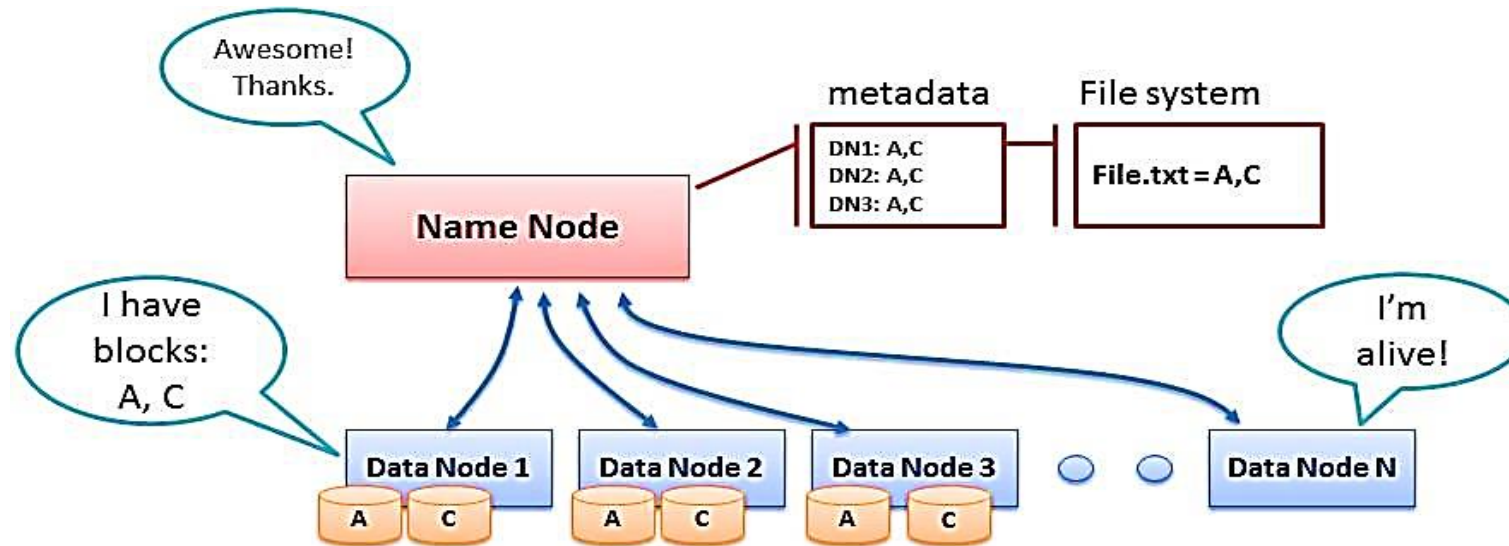 Awesome!
Thanks.
metadata
File system
DN1: A,C
DN2: A,C
DN3: A,C
File.txt = A,C
Name Node
I have
blocks:
A, C
I'm
alive!
Data Node 1
Data Node 2
Data Node 3
Data Node N
A
C
A
C
A
C